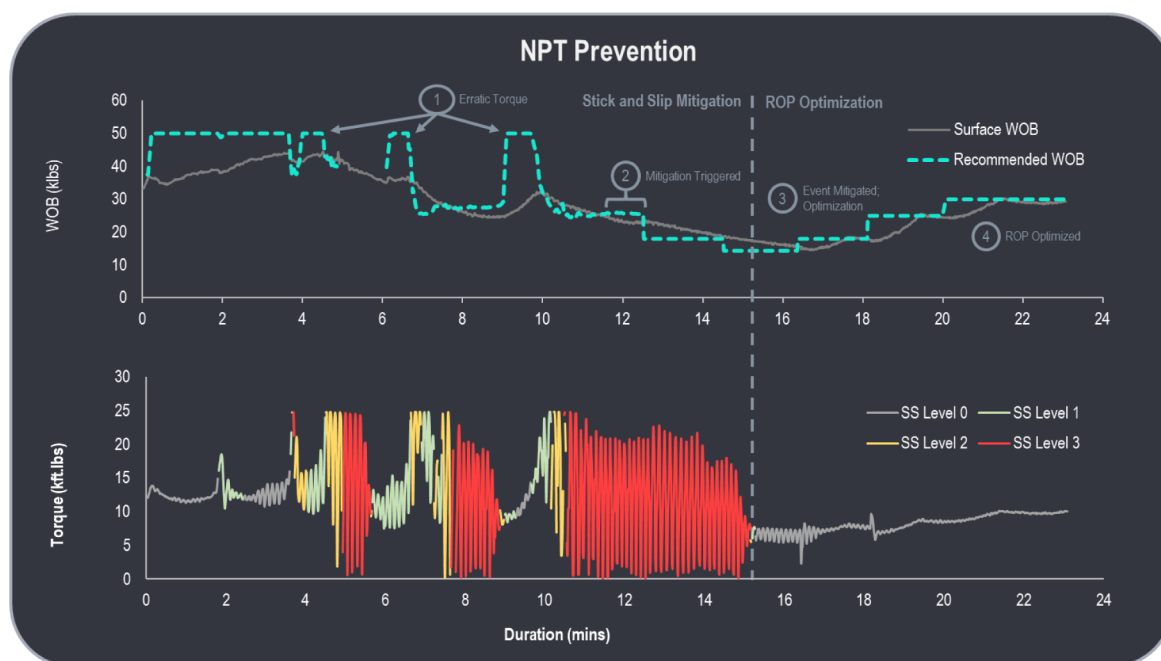 NPT Prevention
60
50
40
30
20
10
0
WOB (klbs)
1
Erratic Torque
Stick and Slip Mitigation
ROP Optimization
Surface WOB
Recommended WOB
2
Mitigation Triggered
3
Event Mitigated;
Optimization
4
ROP Optimized
0 2 4 6 8 10 12 14 16 18 20 22 24
30
25
20
15
10
5
0
Torque (kft.lbs)
SS Level 0
SS Level 1
SS Level 2
SS Level 3
0 2 4 6 8 10 12 14 16 18 20 22 24
Duration (mins)